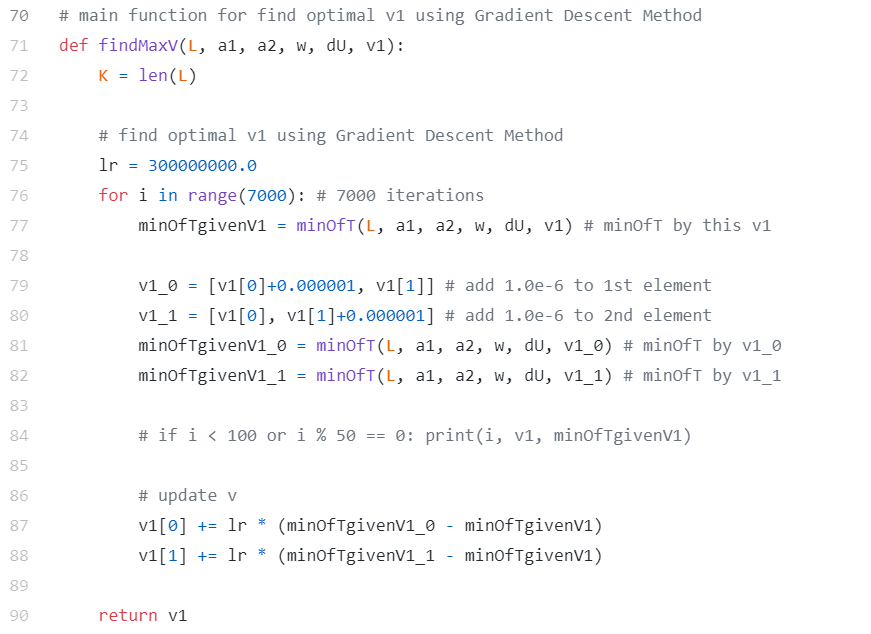 70 # main function for find optimal v1 using Gradient Descent Method
71 def findMaxV(L, a1, a2, w, dU, v1):
72     K = len(L)
73
74     # find optimal v1 using Gradient Descent Method
75     lr = 300000000.0
76     for i in range(7000): # 7000 iterations
77         minOfTgivenV1 = minOfT(L, a1, a2, w, dU, v1) # minOfT by this v1
78
79         v1_0 = [v1[0]+0.000001, v1[1]] # add 1.0e-6 to 1st element
80         v1_1 = [v1[0], v1[1]+0.000001] # add 1.0e-6 to 2nd element
81         minOfTgivenV1_0 = minOfT(L, a1, a2, w, dU, v1_0) # minOfT by v1_0
82         minOfTgivenV1_1 = minOfT(L, a1, a2, w, dU, v1_1) # minOfT by v1_1
83
84         # if i < 100 or i % 50 == 0: print(i, v1, minOfTgivenV1)
85
86         # update v
87         v1[0] += lr * (minOfTgivenV1_0 - minOfTgivenV1)
88         v1[1] += lr * (minOfTgivenV1_1 - minOfTgivenV1)
89
90     return v1